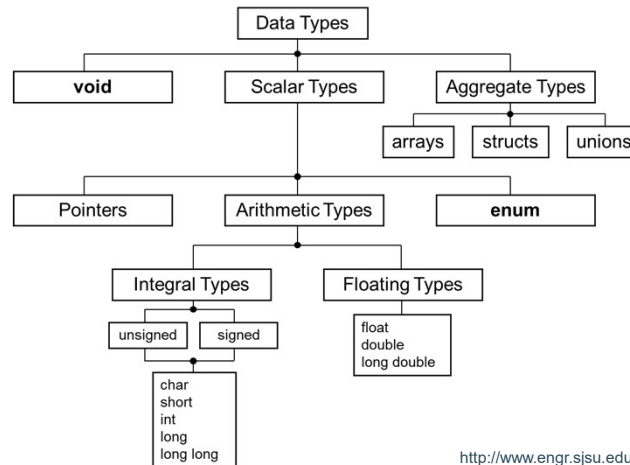 Data Types
void
Scalar Types
Aggregate Types
arrays
structs
unions
Pointers
Arithmetic Types
enum
Integral Types
Floating Types
unsigned
signed
float
double
long double
char
short
int
long
long long
http://www.engr.sjsu.edu